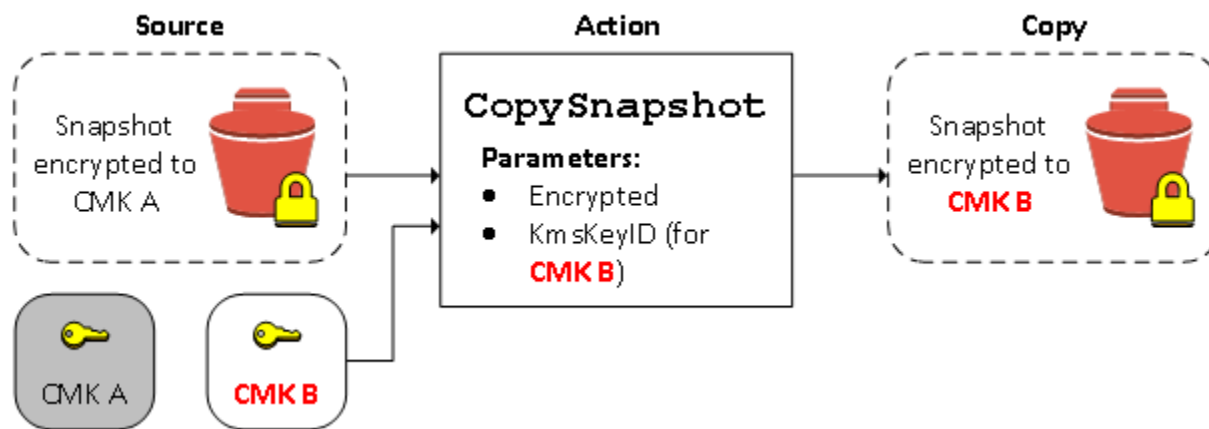 Source
Action
Copy
Snapshot
encrypted to
CMK A
CopySnapshot
Parameters:
● Encrypted
● KmsKeyID (for
CMK B)
Snapshot
encrypted to
CMK B
CMK A
CMK B